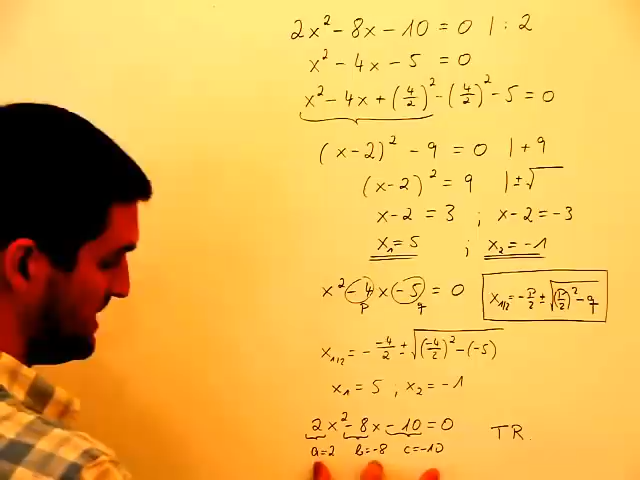 2x² - 8x - 10 = 0 | : 2
x² - 4x - 5 = 0
x² - 4x + (4/2)² - (4/2)² - 5 = 0
(x-2)² - 9 = 0 | + 9
(x-2)² = 9 | ±√
x-2 = 3 ; x-2 = -3
x₁ = 5 ; x₂ = -1
x² -4 x -5 = 0
p q
x₁/₂ = -p/2 ± √((p/2)² - q)
x₁/₂ = - -4/2 ± √((-4/2)² - (-5))
x₁ = 5 ; x₂ = -1
2x² - 8x - 10 = 0 TR.
a=2 b=-8 c=-10